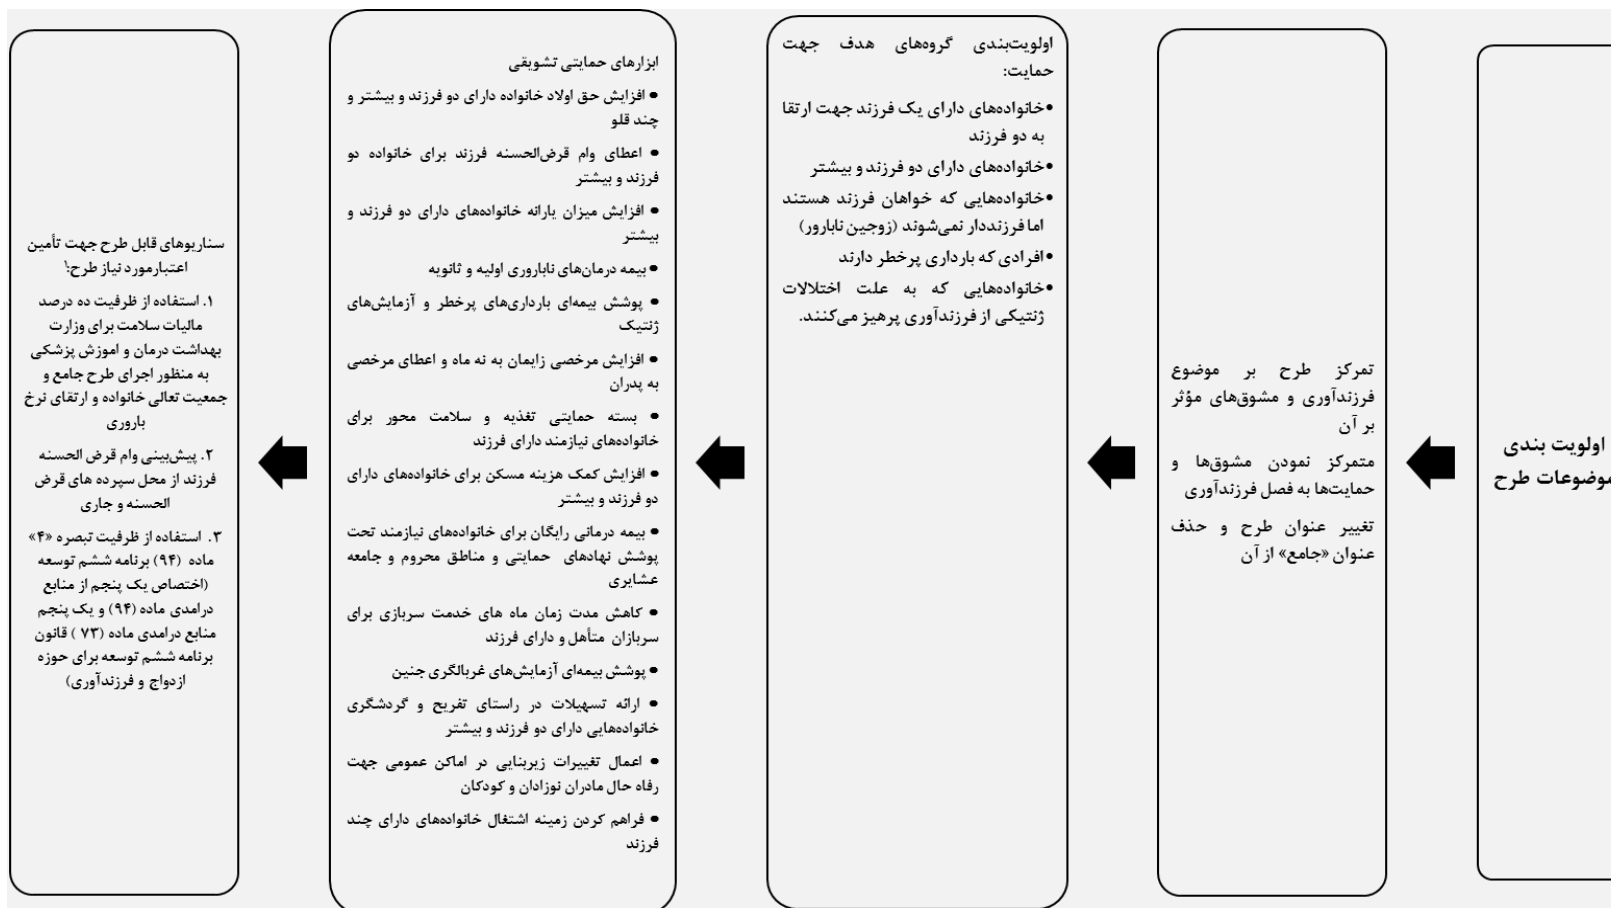 اولویت بندی
موضوعات طرح
تمرکز طرح بر موضوع
فرزندآوری و مشوق‌های مؤثر
بر آن
متمرکز نمودن مشوق‌ها و
حمایت‌ها به فصل فرزندآوری
تغییر عنوان طرح و حذف
عنوان «جامع» از آن
اولویت‌بندی گروه‌های هدف جهت
حمایت:
•خانواده‌های دارای یک فرزند جهت ارتقا
به دو فرزند
•خانواده‌های دارای دو فرزند و بیشتر
•خانواده‌هایی که خواهان فرزند هستند
اما فرزنددار نمی‌شوند (زوجین نابارور)
•افرادی که بارداری پرخطر دارند
•خانواده‌هایی که به علت اختلالات
ژنتیکی از فرزندآوری پرهیز می‌کنند.
ابزارهای حمایتی تشویقی
• افزایش حق اولاد خانواده دارای دو فرزند و بیشتر و
چند قلو
• اعطای وام قرض‌الحسنه فرزند برای خانواده دو
فرزند و بیشتر
• افزایش میزان یارانه خانواده‌های دارای دو فرزند و
بیشتر
• بیمه درمان‌های ناباروری اولیه و ثانویه
• پوشش بیمه‌ای بارداری‌های پرخطر و آزمایش‌های
ژنتیک
• افزایش مرخصی زایمان به نه ماه و اعطای مرخصی
به پدران
• بسته حمایتی تغذیه و سلامت محور برای
خانواده‌های نیازمند دارای فرزند
• افزایش کمک هزینه مسکن برای خانواده‌های دارای
دو فرزند و بیشتر
• بیمه درمانی رایگان برای خانواده‌های نیازمند تحت
پوشش نهادهای حمایتی و مناطق محروم و جامعه
عشایری
• کاهش مدت زمان ماه های خدمت سربازی برای
سربازان متأهل و دارای فرزند
• پوشش بیمه‌ای آزمایش‌های غربالگری جنین
• ارائه تسهیلات در راستای تفریح و گردشگری
خانواده‌هایی دارای دو فرزند و بیشتر
• اعمال تغییرات زیربنایی در اماکن عمومی جهت
رفاه حال مادران نوزادان و کودکان
• فراهم کردن زمینه اشتغال خانواده‌های دارای چند
فرزند
سناریوهای قابل طرح جهت تأمین
اعتبارمورد نیاز طرح:۱
۱. استفاده از ظرفیت ده درصد
مالیات سلامت برای وزارت
بهداشت درمان و اموزش پزشکی
به منظور اجرای طرح جامع و
جمعیت تعالی خانواده و ارتقای نرخ
باروری
۲. پیش‌بینی وام قرض الحسنه
فرزند از محل سپرده های قرض
الحسنه و جاری
۳. استفاده از ظرفیت تبصره «۴»
ماده (۹۴) برنامه ششم توسعه
(اختصاص یک پنجم از منابع
درامدی ماده (۹۴) و یک پنجم
منابع درامدی ماده (۷۳ ) قانون
برنامه ششم توسعه برای حوزه
ازدواج و فرزندآوری)